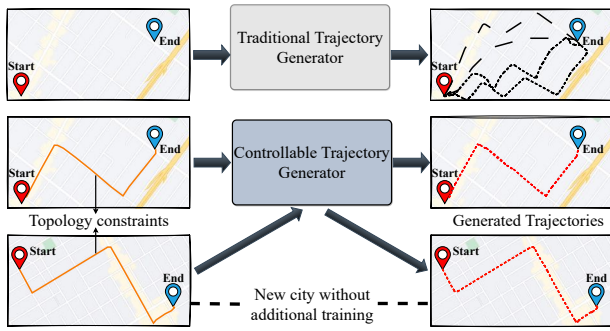 Start
End
Traditional Trajectory
Generator
Start
End
Start
End
Controllable Trajectory
Generator
Start
End
Topology constraints
Generated Trajectories
Start
End
New city without
additional training
Start
End